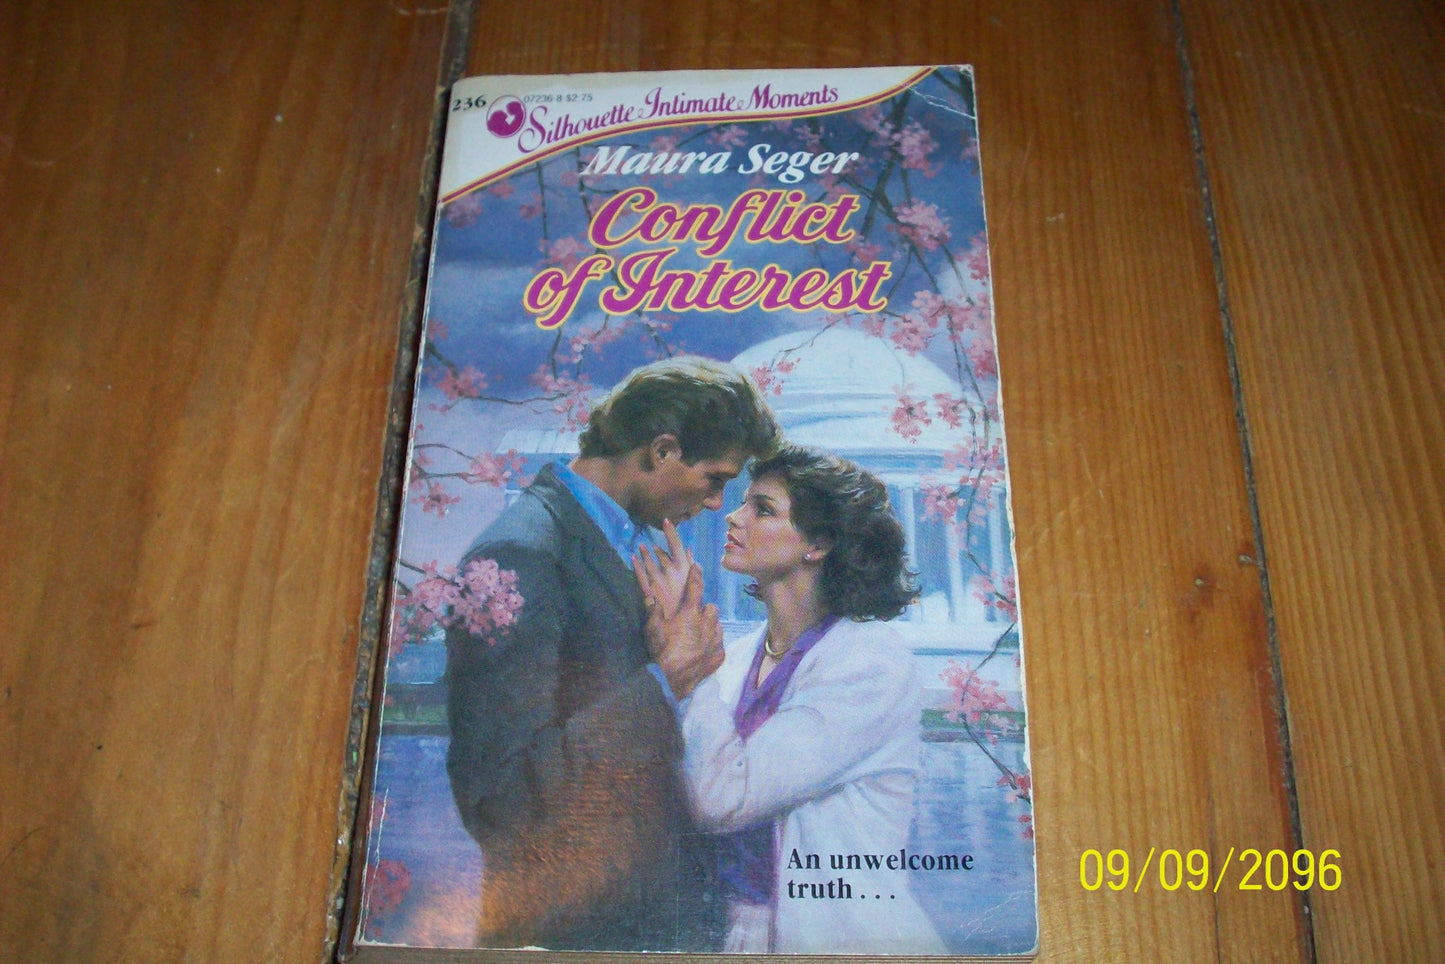 236
07236-8 $2.75
Silhouette Intimate Moments
Maura Seger
Conflict
of Interest
An unwelcome
truth . . .
09/09/2096